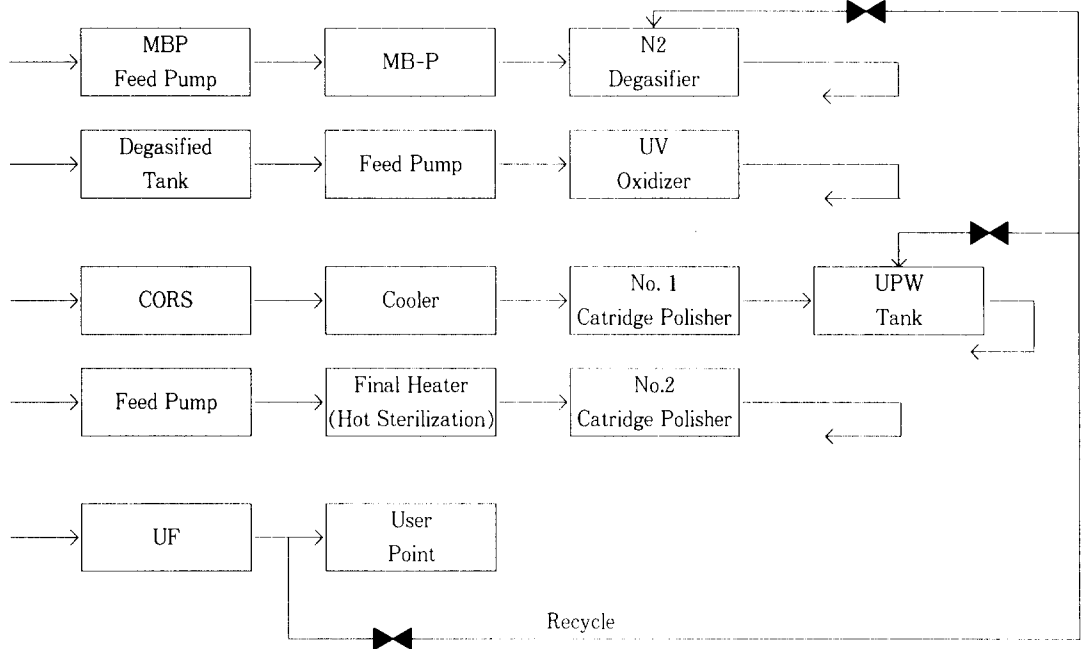 MBP
Feed Pump
MB-P
N2
Degasifier
Degasified
Tank
Feed Pump
UV
Oxidizer
CORS
Cooler
No. 1
Catridge Polisher
UPW
Tank
Feed Pump
Final Heater
(Hot Sterilization)
No.2
Catridge Polisher
UF
User
Point
Recycle